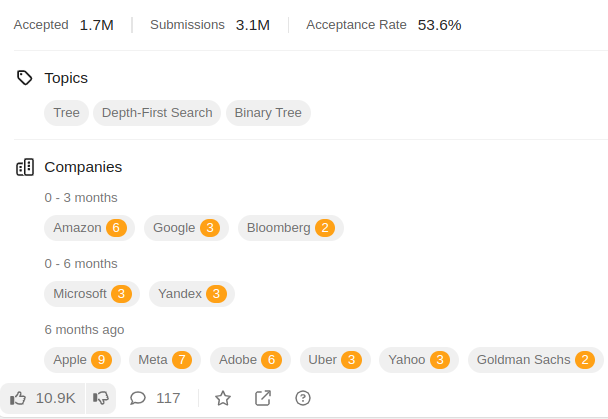 Accepted 1.7M Submissions 3.1M Acceptance Rate 53.6%
Topics
Tree Depth-First Search Binary Tree
Companies
0 - 3 months
Amazon 6 Google 3 Bloomberg 2
0 - 6 months
Microsoft 3 Yandex 3
6 months ago
Apple 9 Meta 7 Adobe 6 Uber 3 Yahoo 3 Goldman Sachs 2
10.9K 117